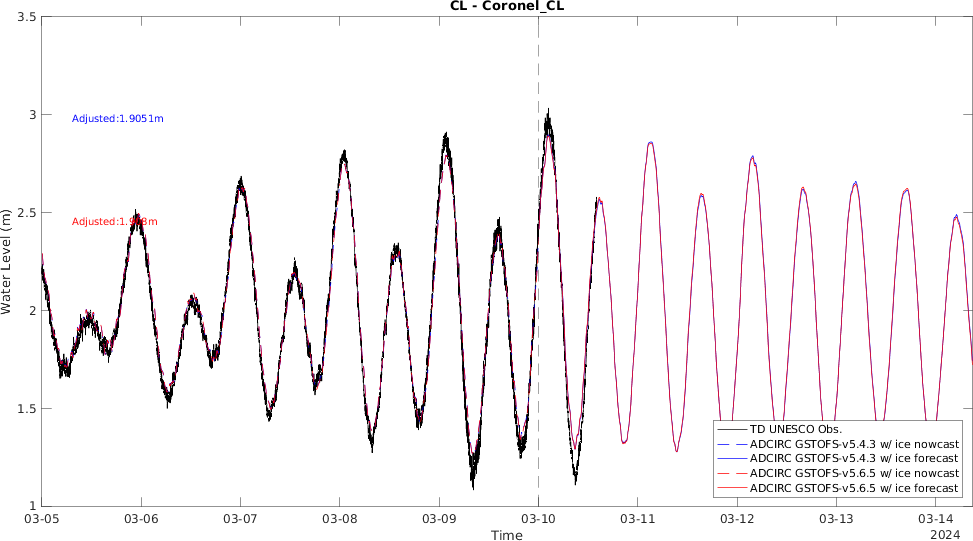 CL - Coronel_CL
3.5
3
2.5
2
1.5
1
Water Level (m)
Adjusted:1.9051m
TD UNESCO Obs.
ADCIRC GSTOFS-v5.4.3 w/ ice nowcast
ADCIRC GSTOFS-v5.4.3 w/ ice forecast
ADCIRC GSTOFS-v5.6.5 w/ ice nowcast
ADCIRC GSTOFS-v5.6.5 w/ ice forecast
03-05 03-06 03-07 03-08 03-09 03-10 03-11 03-12 03-13 03-14
Time
2024